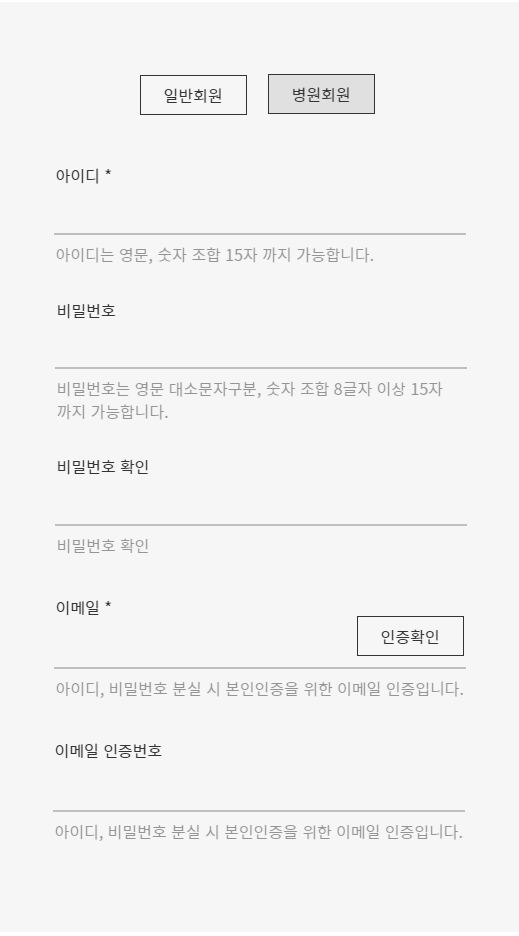 일반회원 병원회원
아이디 *
아이디는 영문, 숫자 조합 15자 까지 가능합니다.
비밀번호
비밀번호는 영문 대소문자구분, 숫자 조합 8글자 이상 15자
까지 가능합니다.
비밀번호 확인
비밀번호 확인
이메일 *
인증확인
아이디, 비밀번호 분실 시 본인인증을 위한 이메일 인증입니다.
이메일 인증번호
아이디, 비밀번호 분실 시 본인인증을 위한 이메일 인증입니다.